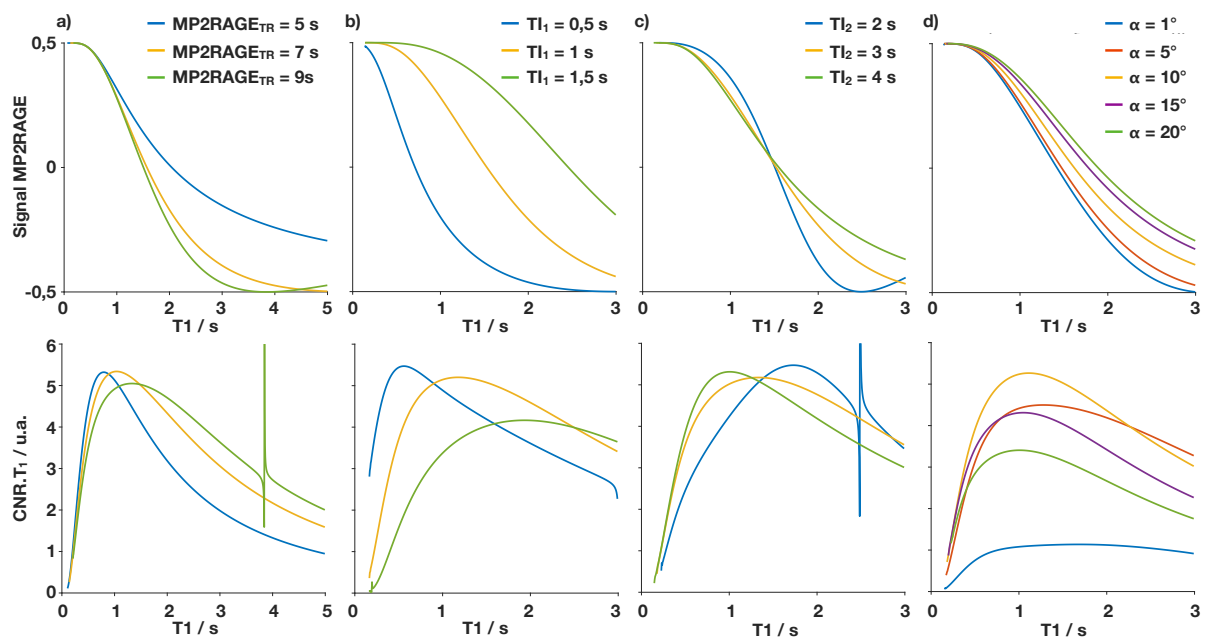 a)
MP2RAGE_TR = 5 s
MP2RAGE_TR = 7 s
MP2RAGE_TR = 9s
Signal MP2RAGE
0,5
0
-0,5
0 1 2 3 4 5
T1 / s
b)
TI₁ = 0,5 s
TI₁ = 1 s
TI₁ = 1,5 s
0 1 2 3
T1 / s
c)
TI₂ = 2 s
TI₂ = 3 s
TI₂ = 4 s
0 1 2 3
T1 / s
d)
α = 1°
α = 5°
α = 10°
α = 15°
α = 20°
0 1 2 3
T1 / s
CNR.T₁ / u.a.
6
5
4
3
2
1
0
0 1 2 3 4 5
T1 / s
0 1 2 3
T1 / s
0 1 2 3
T1 / s
0 1 2 3
T1 / s